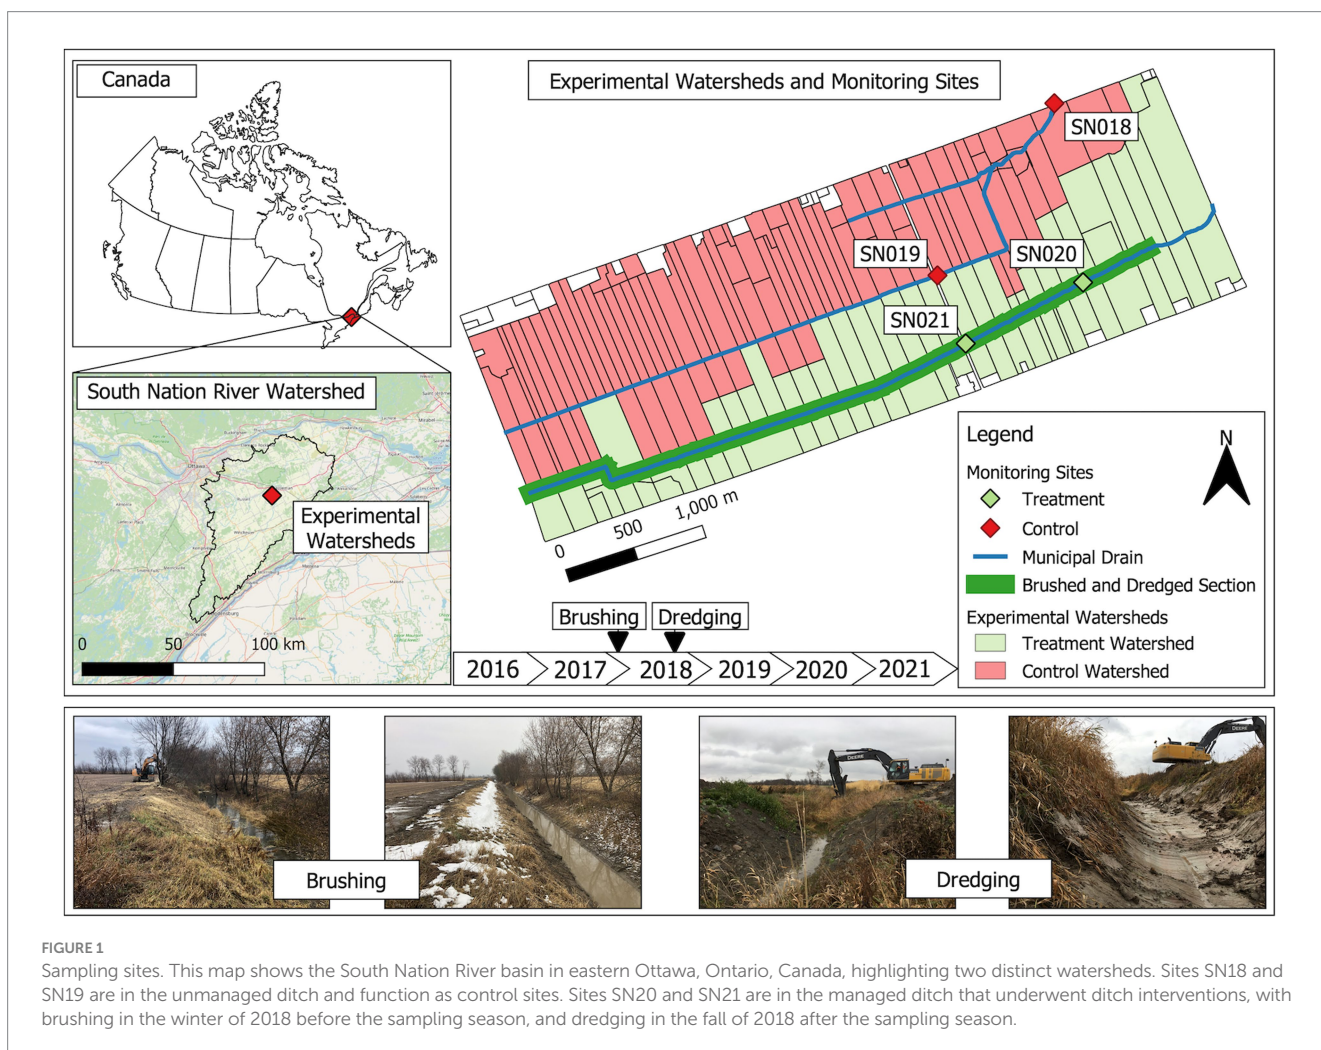 Canada
Experimental Watersheds and Monitoring Sites
SN018
SN019
SN020
SN021
South Nation River Watershed
Ottawa
Experimental
Watersheds
0
50
100 km
0
500
1,000 m
Legend
N
Monitoring Sites
Treatment
Control
Municipal Drain
Brushed and Dredged Section
Experimental Watersheds
Treatment Watershed
Control Watershed
Brushing
Dredging
2016
2017
2018
2019
2020
2021
DEERE
DEERE
Brushing
Dredging
FIGURE 1
Sampling sites. This map shows the South Nation River basin in eastern Ottawa, Ontario, Canada, highlighting two distinct watersheds. Sites SN18 and
SN19 are in the unmanaged ditch and function as control sites. Sites SN20 and SN21 are in the managed ditch that underwent ditch interventions, with
brushing in the winter of 2018 before the sampling season, and dredging in the fall of 2018 after the sampling season.